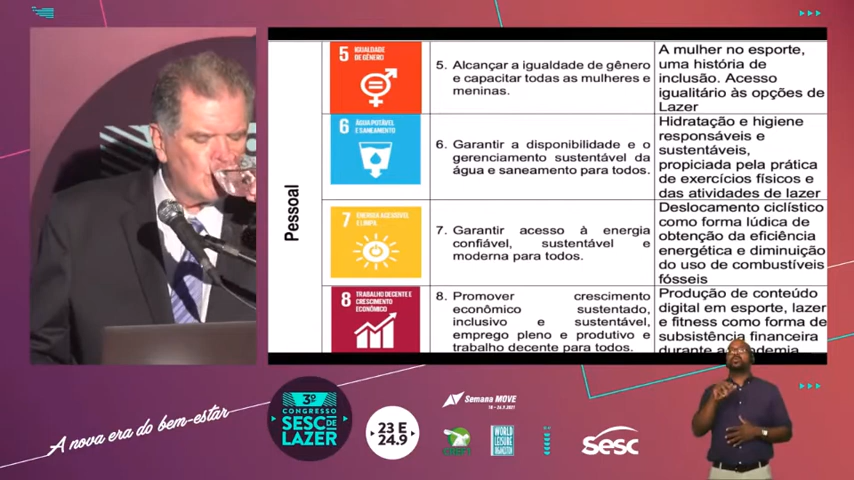 Pessoal
5 IGUALDADE
DE GÊNERO
5. Alcançar a igualdade de gênero
e capacitar todas as mulheres e
meninas.
A mulher no esporte,
uma história de
inclusão. Acesso
igualitário às opções de
Lazer
6 ÁGUA POTÁVEL
E SANEAMENTO
6. Garantir a disponibilidade e o
gerenciamento sustentável da
água e saneamento para todos.
Hidratação e higiene
responsáveis e
sustentáveis,
propiciada pela prática
de exercícios físicos e
das atividades de lazer
7 ENERGIA ACESSÍVEL
E LIMPA
7. Garantir acesso à energia
confiável, sustentável e
moderna para todos.
Deslocamento ciclístico
como forma lúdica de
obtenção da eficiência
energética e diminuição
do uso de combustíveis
fósseis
8 TRABALHO DECENTE E
CRESCIMENTO
ECONÔMICO
8. Promover crescimento
econômico sustentado,
inclusivo e sustentável,
emprego pleno e produtivo e
trabalho decente para todos.
Produção de conteúdo
digital em esporte, lazer
e fitness como forma de
subsistência financeira
durante a
A nova era do bem-estar
3º
CONGRESSO
SESC DE
LAZER
23 E
24.9
Semana MOVE
WORLD
LEISURE
ORGANIZATION
Sesc